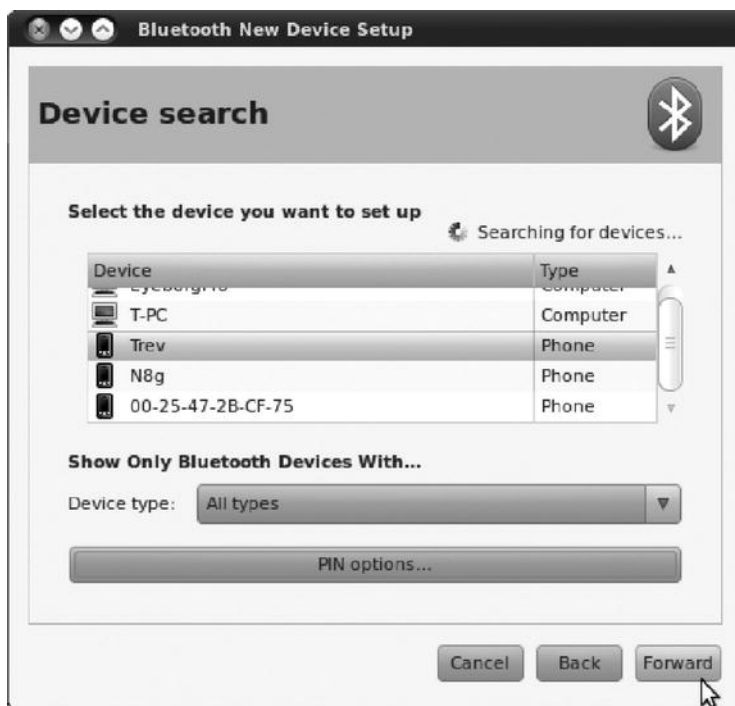 Bluetooth New Device Setup
Device search
Select the device you want to set up
Searching for devices...
Device Type
Computer
T-PC Computer
Trev Phone
N8g Phone
00-25-47-2B-CF-75 Phone
Show Only Bluetooth Devices With...
Device type: All types
PIN options...
Cancel Back Forward